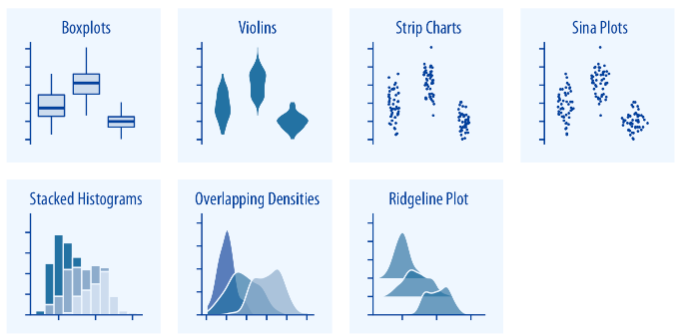 Boxplots
Violins
Strip Charts
Sina Plots
Stacked Histograms
Overlapping Densities
Ridgeline Plot